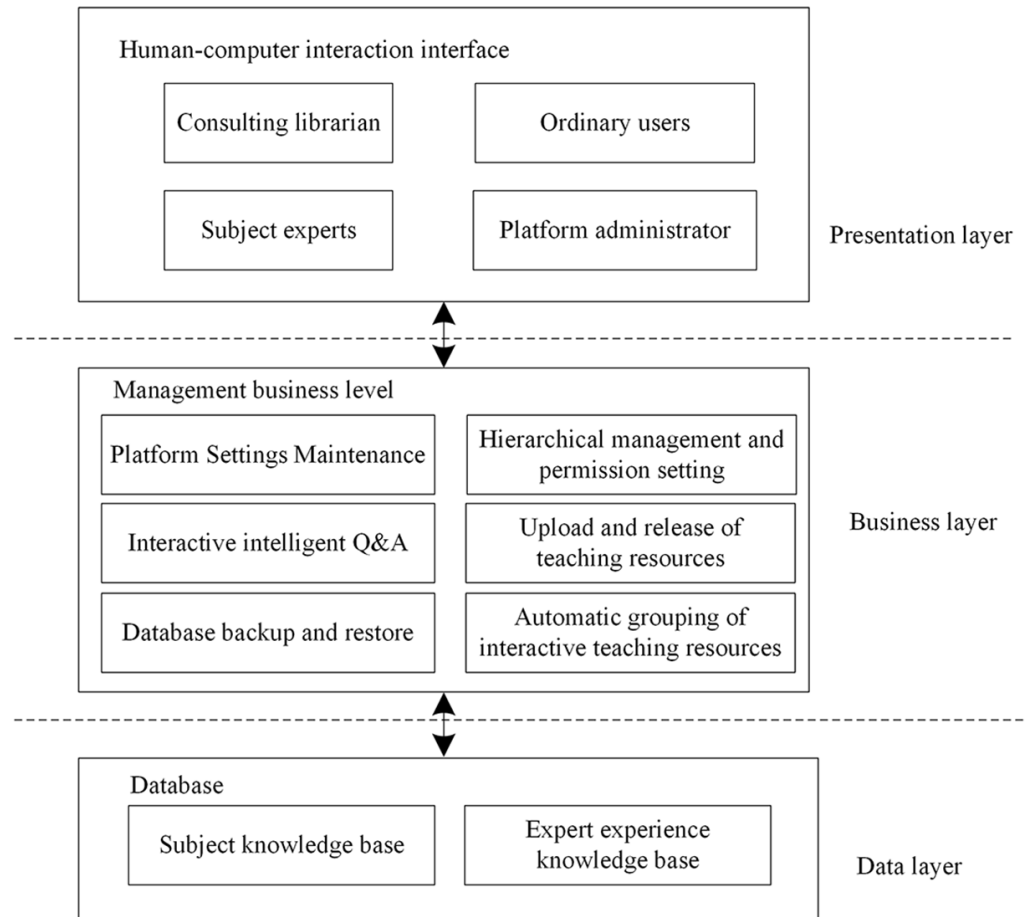 Human-computer interaction interface
Consulting librarian
Ordinary users
Subject experts
Platform administrator
Presentation layer
Management business level
Platform Settings Maintenance
Hierarchical management and
permission setting
Interactive intelligent Q&A
Upload and release of
teaching resources
Business layer
Database backup and restore
Automatic grouping of
interactive teaching resources
Database
Subject knowledge base
Expert experience
knowledge base
Data layer